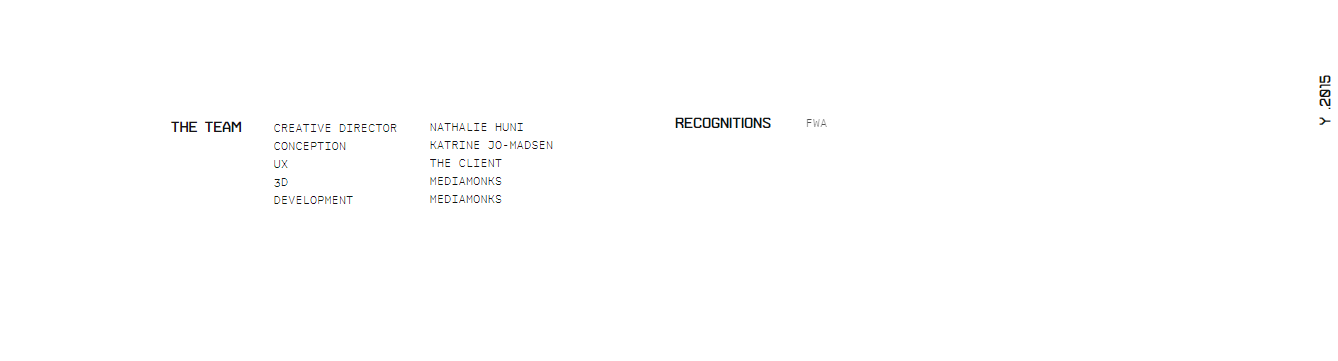 THE TEAM
CREATIVE DIRECTOR NATHALIE HUNI
CONCEPTION KATRINE JO-MADSEN
UX THE CLIENT
3D MEDIAMONKS
DEVELOPMENT MEDIAMONKS
RECOGNITIONS FWA
Y .2015